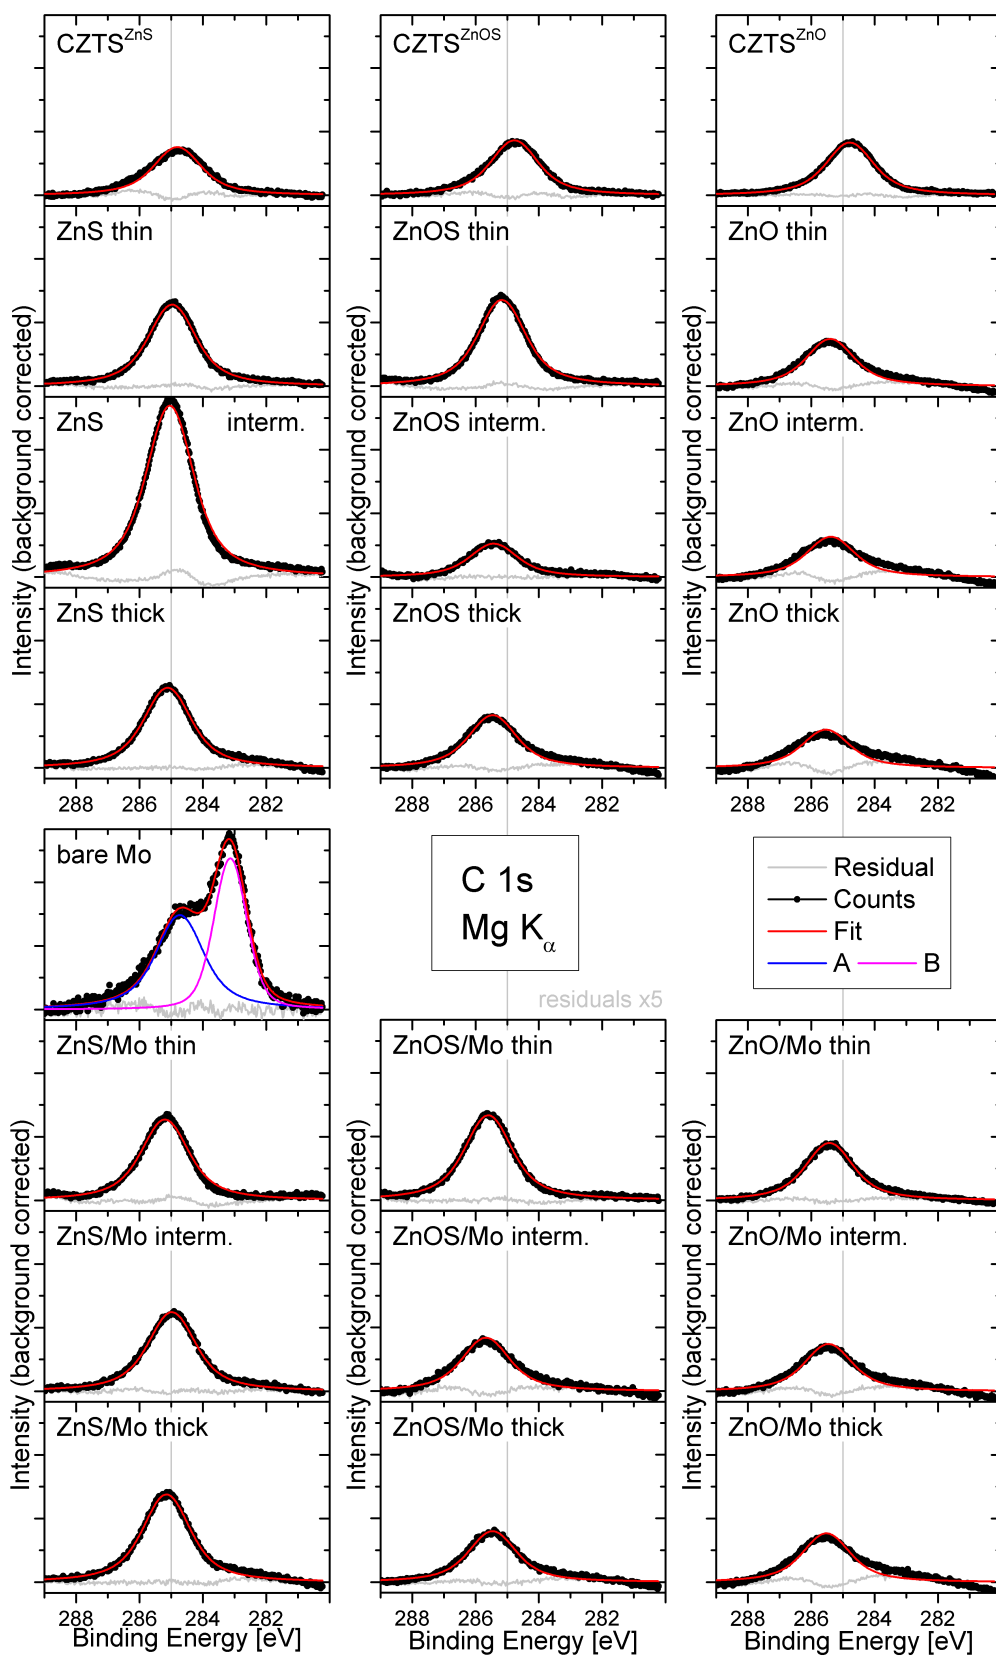 CZTS^ZnS
CZTS^ZnOS
CZTS^ZnO
ZnS thin
ZnOS thin
ZnO thin
ZnS interm.
ZnOS interm.
ZnO interm.
ZnS thick
ZnOS thick
ZnO thick
Intensity (background corrected)
Intensity (background corrected)
Intensity (background corrected)
288 286 284 282
288 286 284 282
288 286 284 282
bare Mo
C 1s
Mg Kα
residuals x5
Residual
Counts
Fit
A B
ZnS/Mo thin
ZnOS/Mo thin
ZnO/Mo thin
ZnS/Mo interm.
ZnOS/Mo interm.
ZnO/Mo interm.
ZnS/Mo thick
ZnOS/Mo thick
ZnO/Mo thick
Intensity (background corrected)
Intensity (background corrected)
Intensity (background corrected)
288 286 284 282
288 286 284 282
288 286 284 282
Binding Energy [eV]
Binding Energy [eV]
Binding Energy [eV]